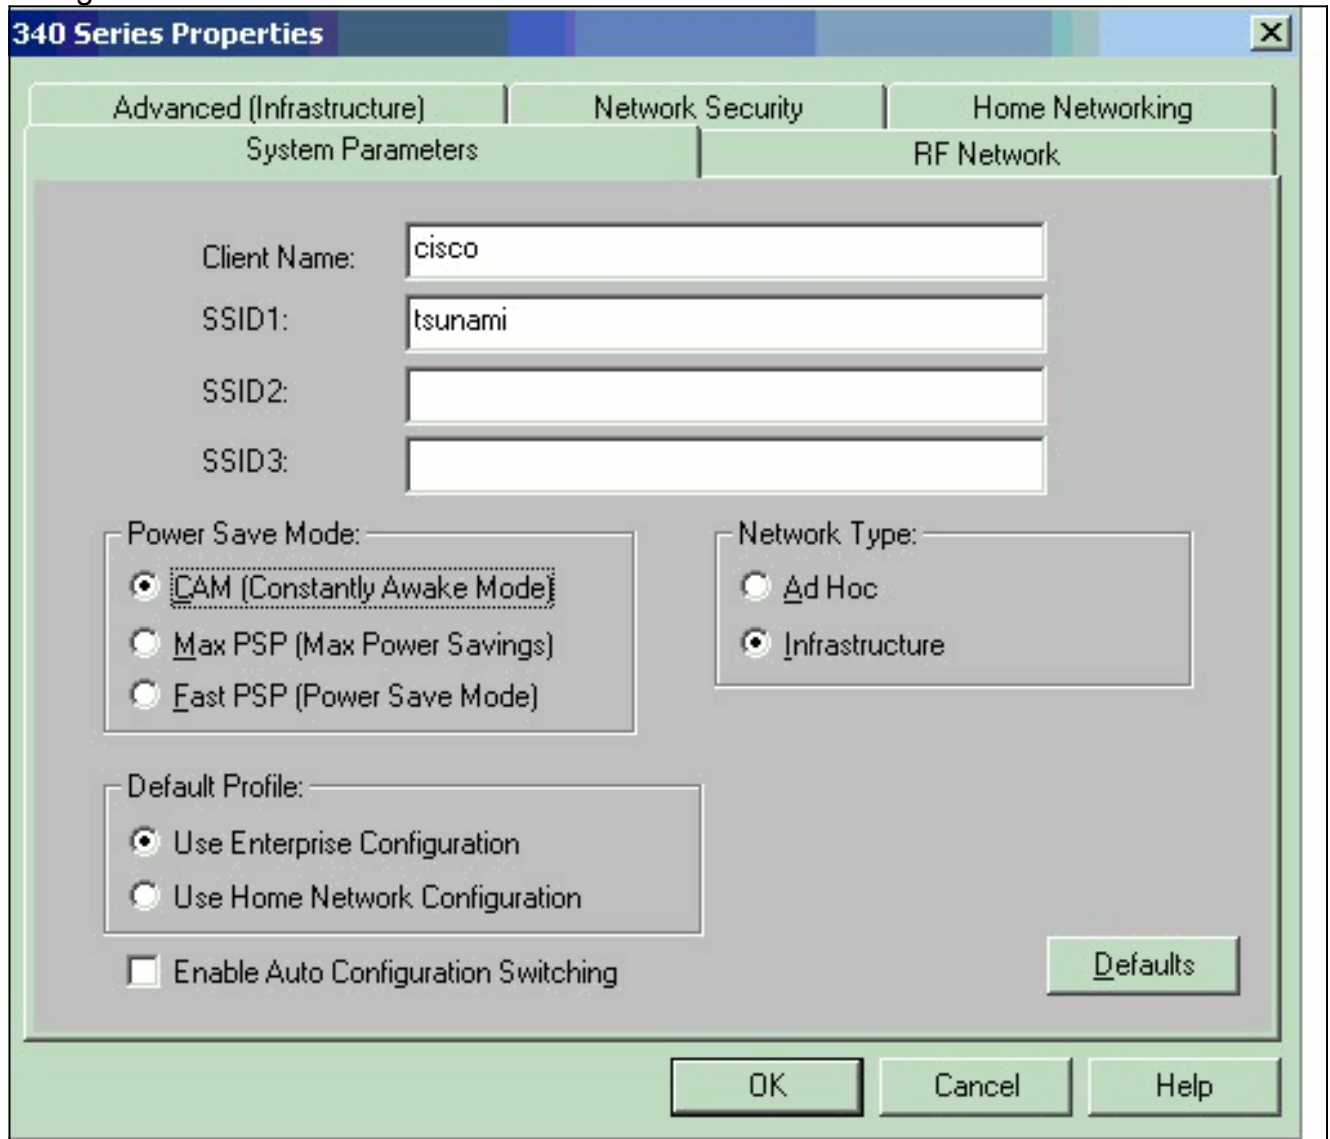 340 Series Properties
Advanced (Infrastructure) Network Security Home Networking
System Parameters RF Network
Client Name: cisco
SSID1: tsunami
SSID2:
SSID3:
Power Save Mode: Network Type:
CAM (Constantly Awake Mode) Ad Hoc
Max PSP (Max Power Savings) Infrastructure
Fast PSP (Power Save Mode)
Default Profile:
Use Enterprise Configuration
Use Home Network Configuration
Enable Auto Configuration Switching Defaults
OK Cancel Help